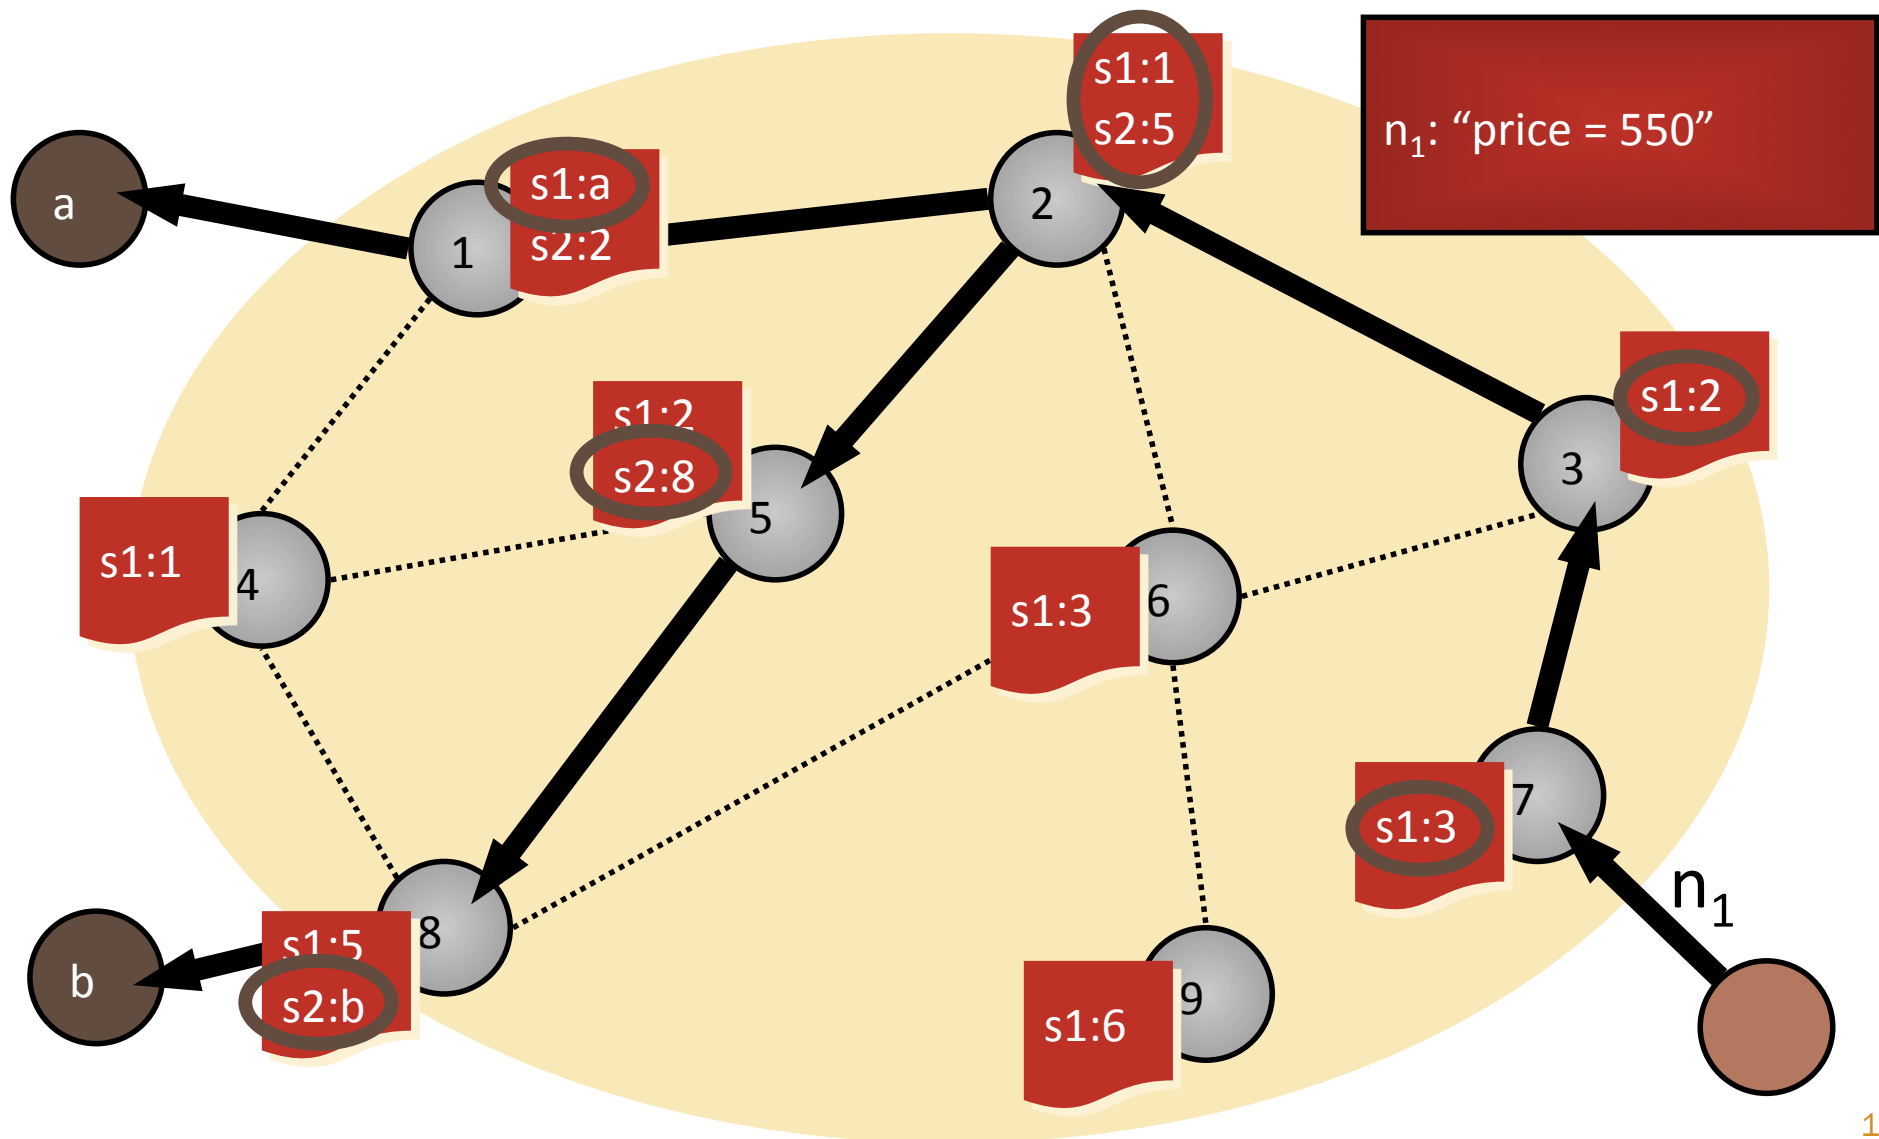 s1:1
s2:5
n₁: “price = 550”
a
1
s1:a
s2:2
2
s1:2
3
s1:2
s2:8
5
s1:1
4
s1:3
6
s1:3
7
n₁
s1:5
s2:b
8
b
s1:6
9
1